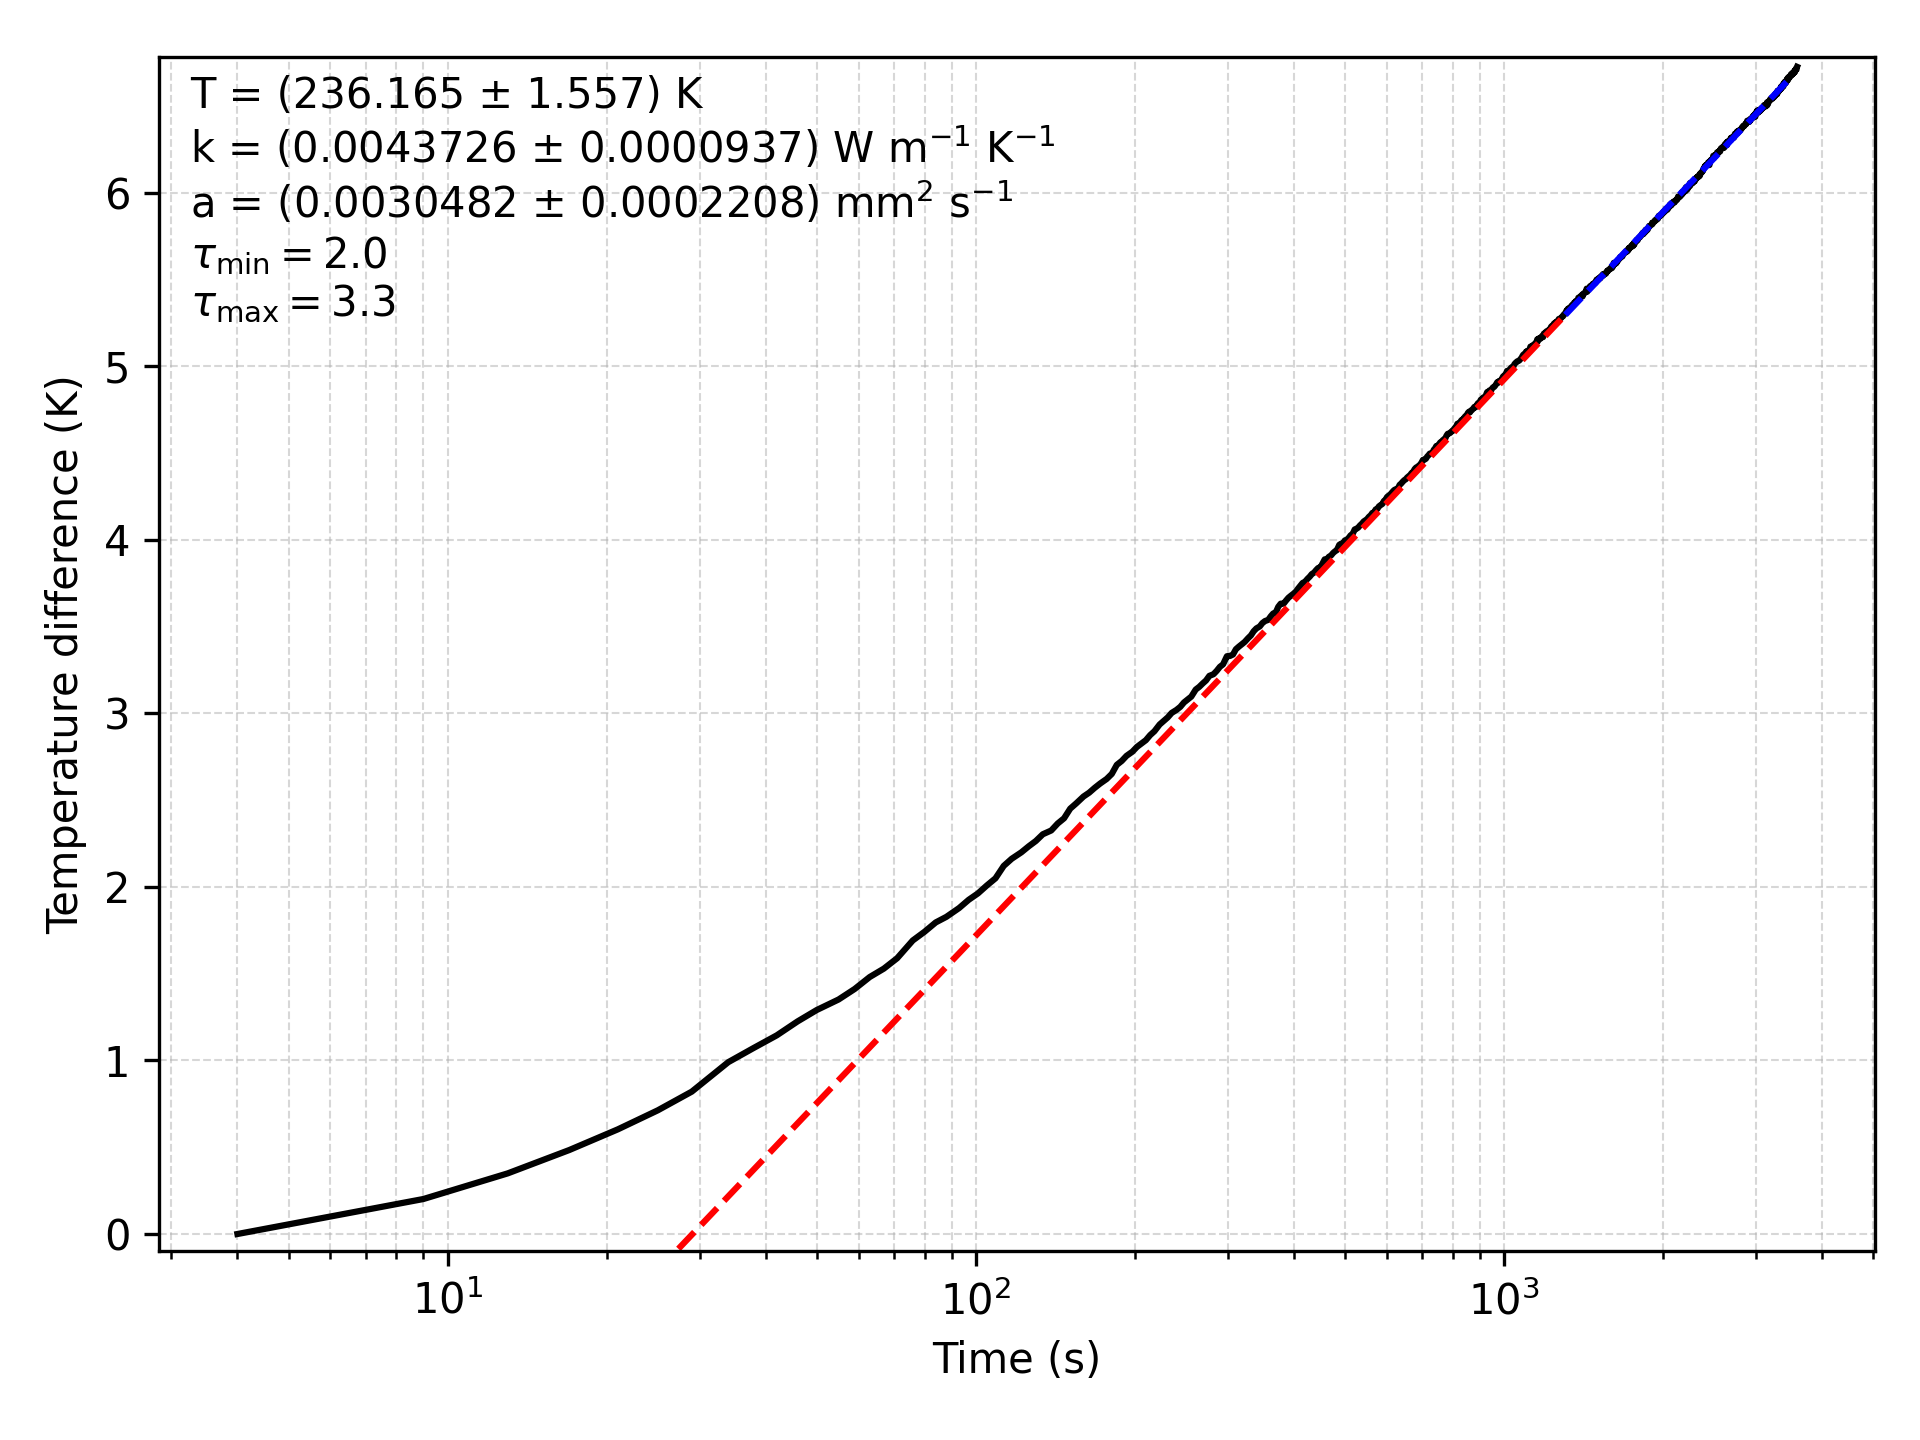 T = (236.165 ± 1.557) K
k = (0.0043726 ± 0.0000937) W m⁻¹ K⁻¹
a = (0.0030482 ± 0.0002208) mm² s⁻¹
τmin = 2.0
τmax = 3.3
6
5
4
3
2
1
0
Temperature difference (K)
10¹ 10² 10³
Time (s)